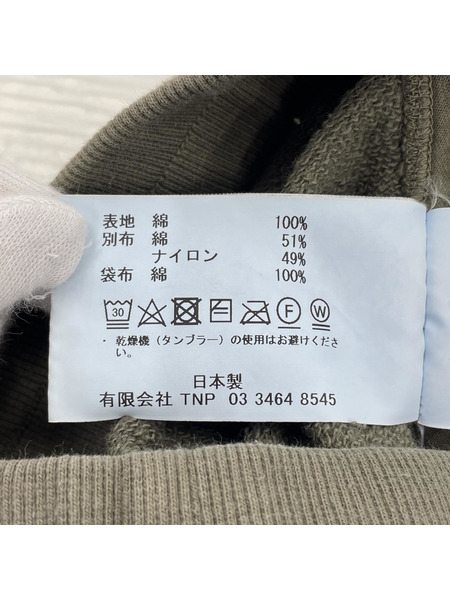 表地 綿 100%
別布 綿 51%
ナイロン 49%
袋布 綿 100%
30 F W
・ 乾燥機（タンブラー）の使用はお避けくださ
い。
日本製
有限会社 TNP 03 3464 8545